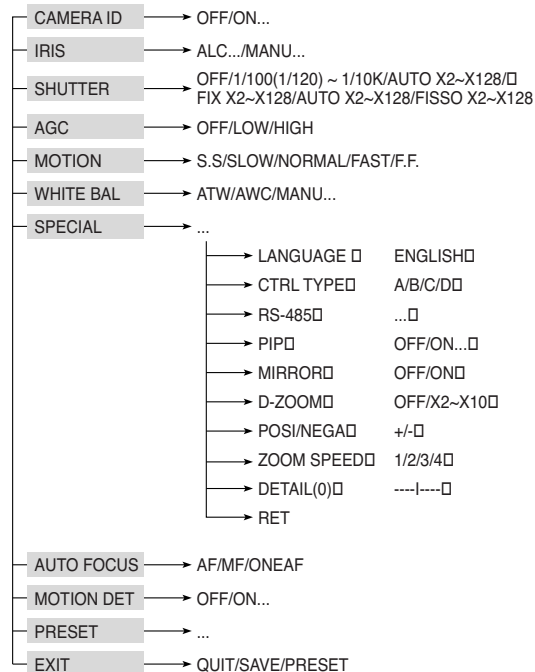 CAMERA ID OFF/ON...
IRIS ALC.../MANU...
SHUTTER OFF/1/100(1/120) ~ 1/10K/AUTO X2~X128/
FIX X2~X128/AUTO X2~X128/FISSO X2~X128
AGC OFF/LOW/HIGH
MOTION S.S/SLOW/NORMAL/FAST/F.F.
WHITE BAL ATW/AWC/MANU...
SPECIAL ...
LANGUAGE ENGLISH
CTRL TYPE A/B/C/D
RS-485 ...
PIP OFF/ON...
MIRROR OFF/ON
D-ZOOM OFF/X2~X10
POSI/NEGA +/-
ZOOM SPEED 1/2/3/4
DETAIL(0) ----I----
RET
AUTO FOCUS AF/MF/ONEAF
MOTION DET OFF/ON...
PRESET ...
EXIT QUIT/SAVE/PRESET